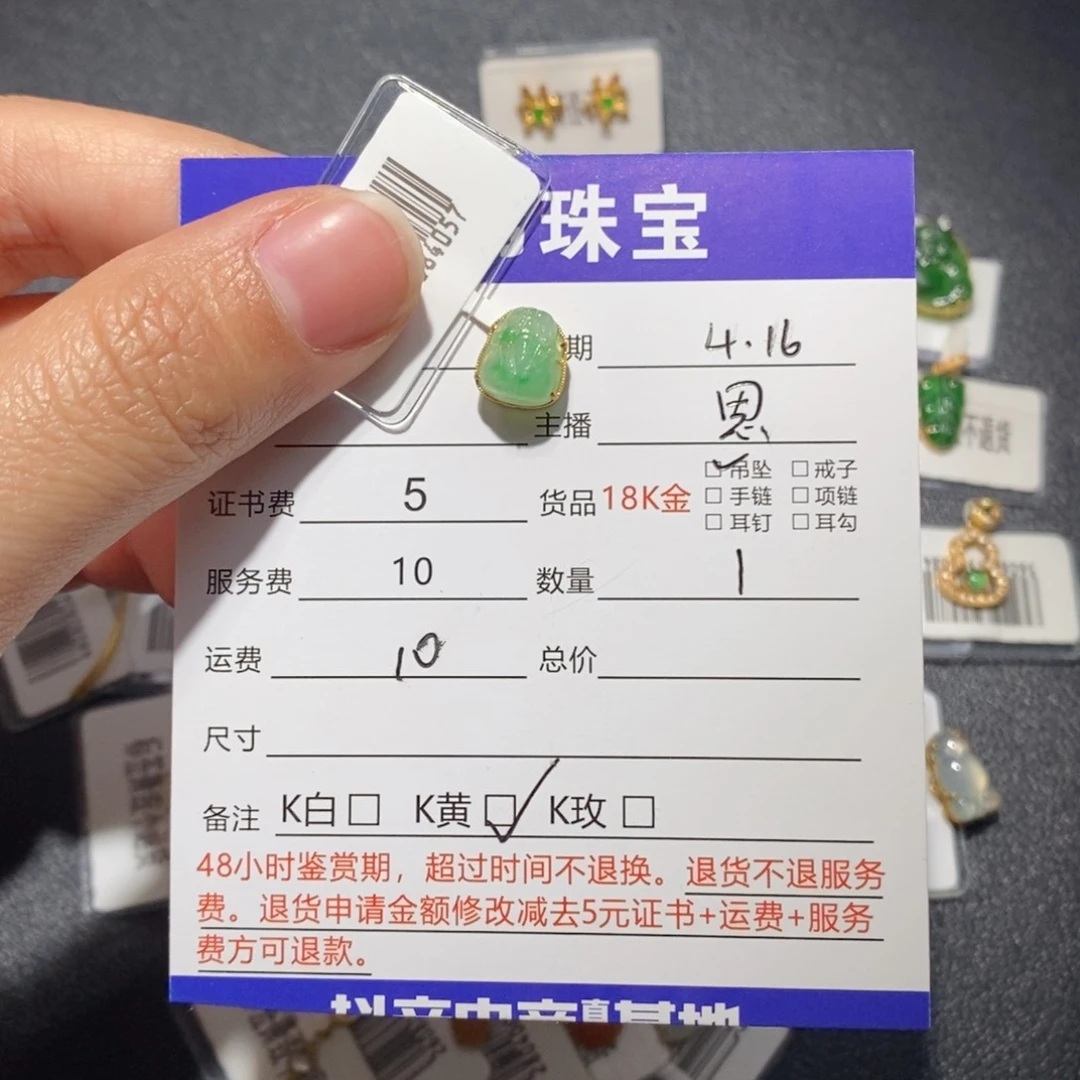 珠宝
期 4.16
主播 恩
证书费 5 货品 18K金 □吊坠 □戒子
□手链 □项链
□耳钉 □耳勾
服务费 10 数量 1
运费 10 总价
尺寸
备注 K白□ K黄☑ K玫□
48小时鉴赏期，超过时间不退换。退货不退服务
费。退货申请金额修改减去5元证书+运费+服务
费方可退款。
不退货